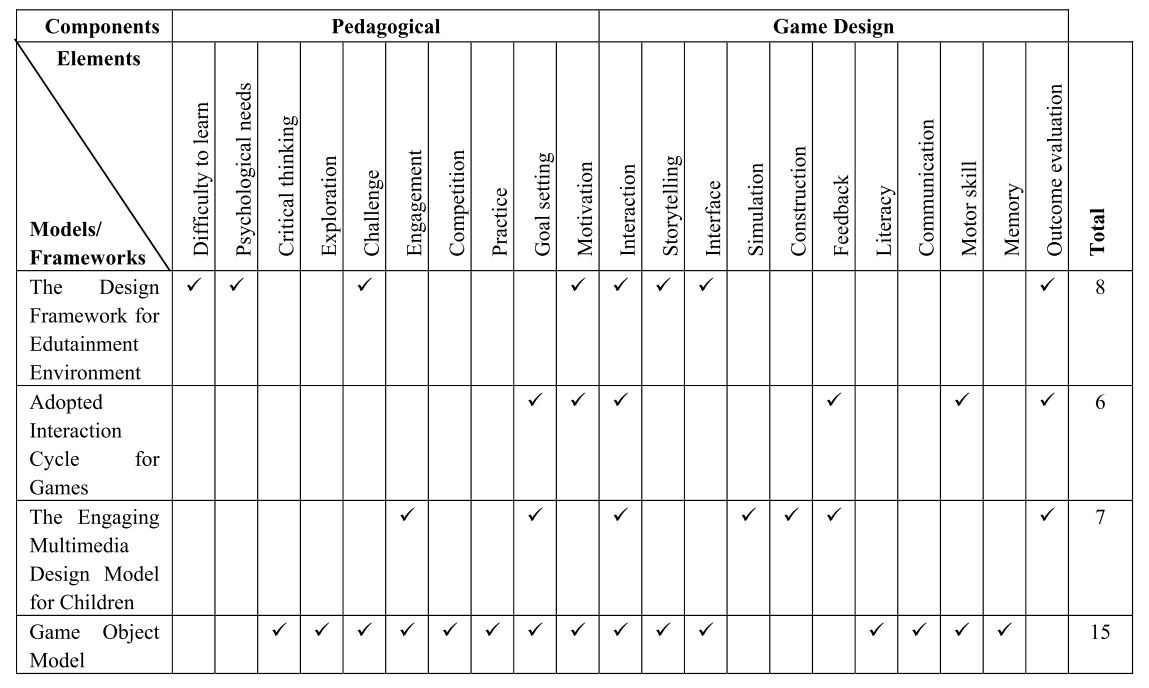 Components Pedagogical Game Design
Elements
Models/
Frameworks
Difficulty to learn
Psychological needs
Critical thinking
Exploration
Challenge
Engagement
Competition
Practice
Goal setting
Motivation
Interaction
Storytelling
Interface
Simulation
Construction
Feedback
Literacy
Communication
Motor skill
Memory
Outcome evaluation
Total
The Design ✓ ✓ ✓ ✓ ✓ ✓ ✓ ✓ 8
Framework for
Edutainment
Environment
Adopted ✓ ✓ ✓ ✓ ✓ ✓ 6
Interaction
Cycle for
Games
The Engaging ✓ ✓ ✓ ✓ ✓ ✓ ✓ 7
Multimedia
Design Model
for Children
Game Object ✓ ✓ ✓ ✓ ✓ ✓ ✓ ✓ ✓ ✓ ✓ ✓ ✓ ✓ ✓ 15
Model